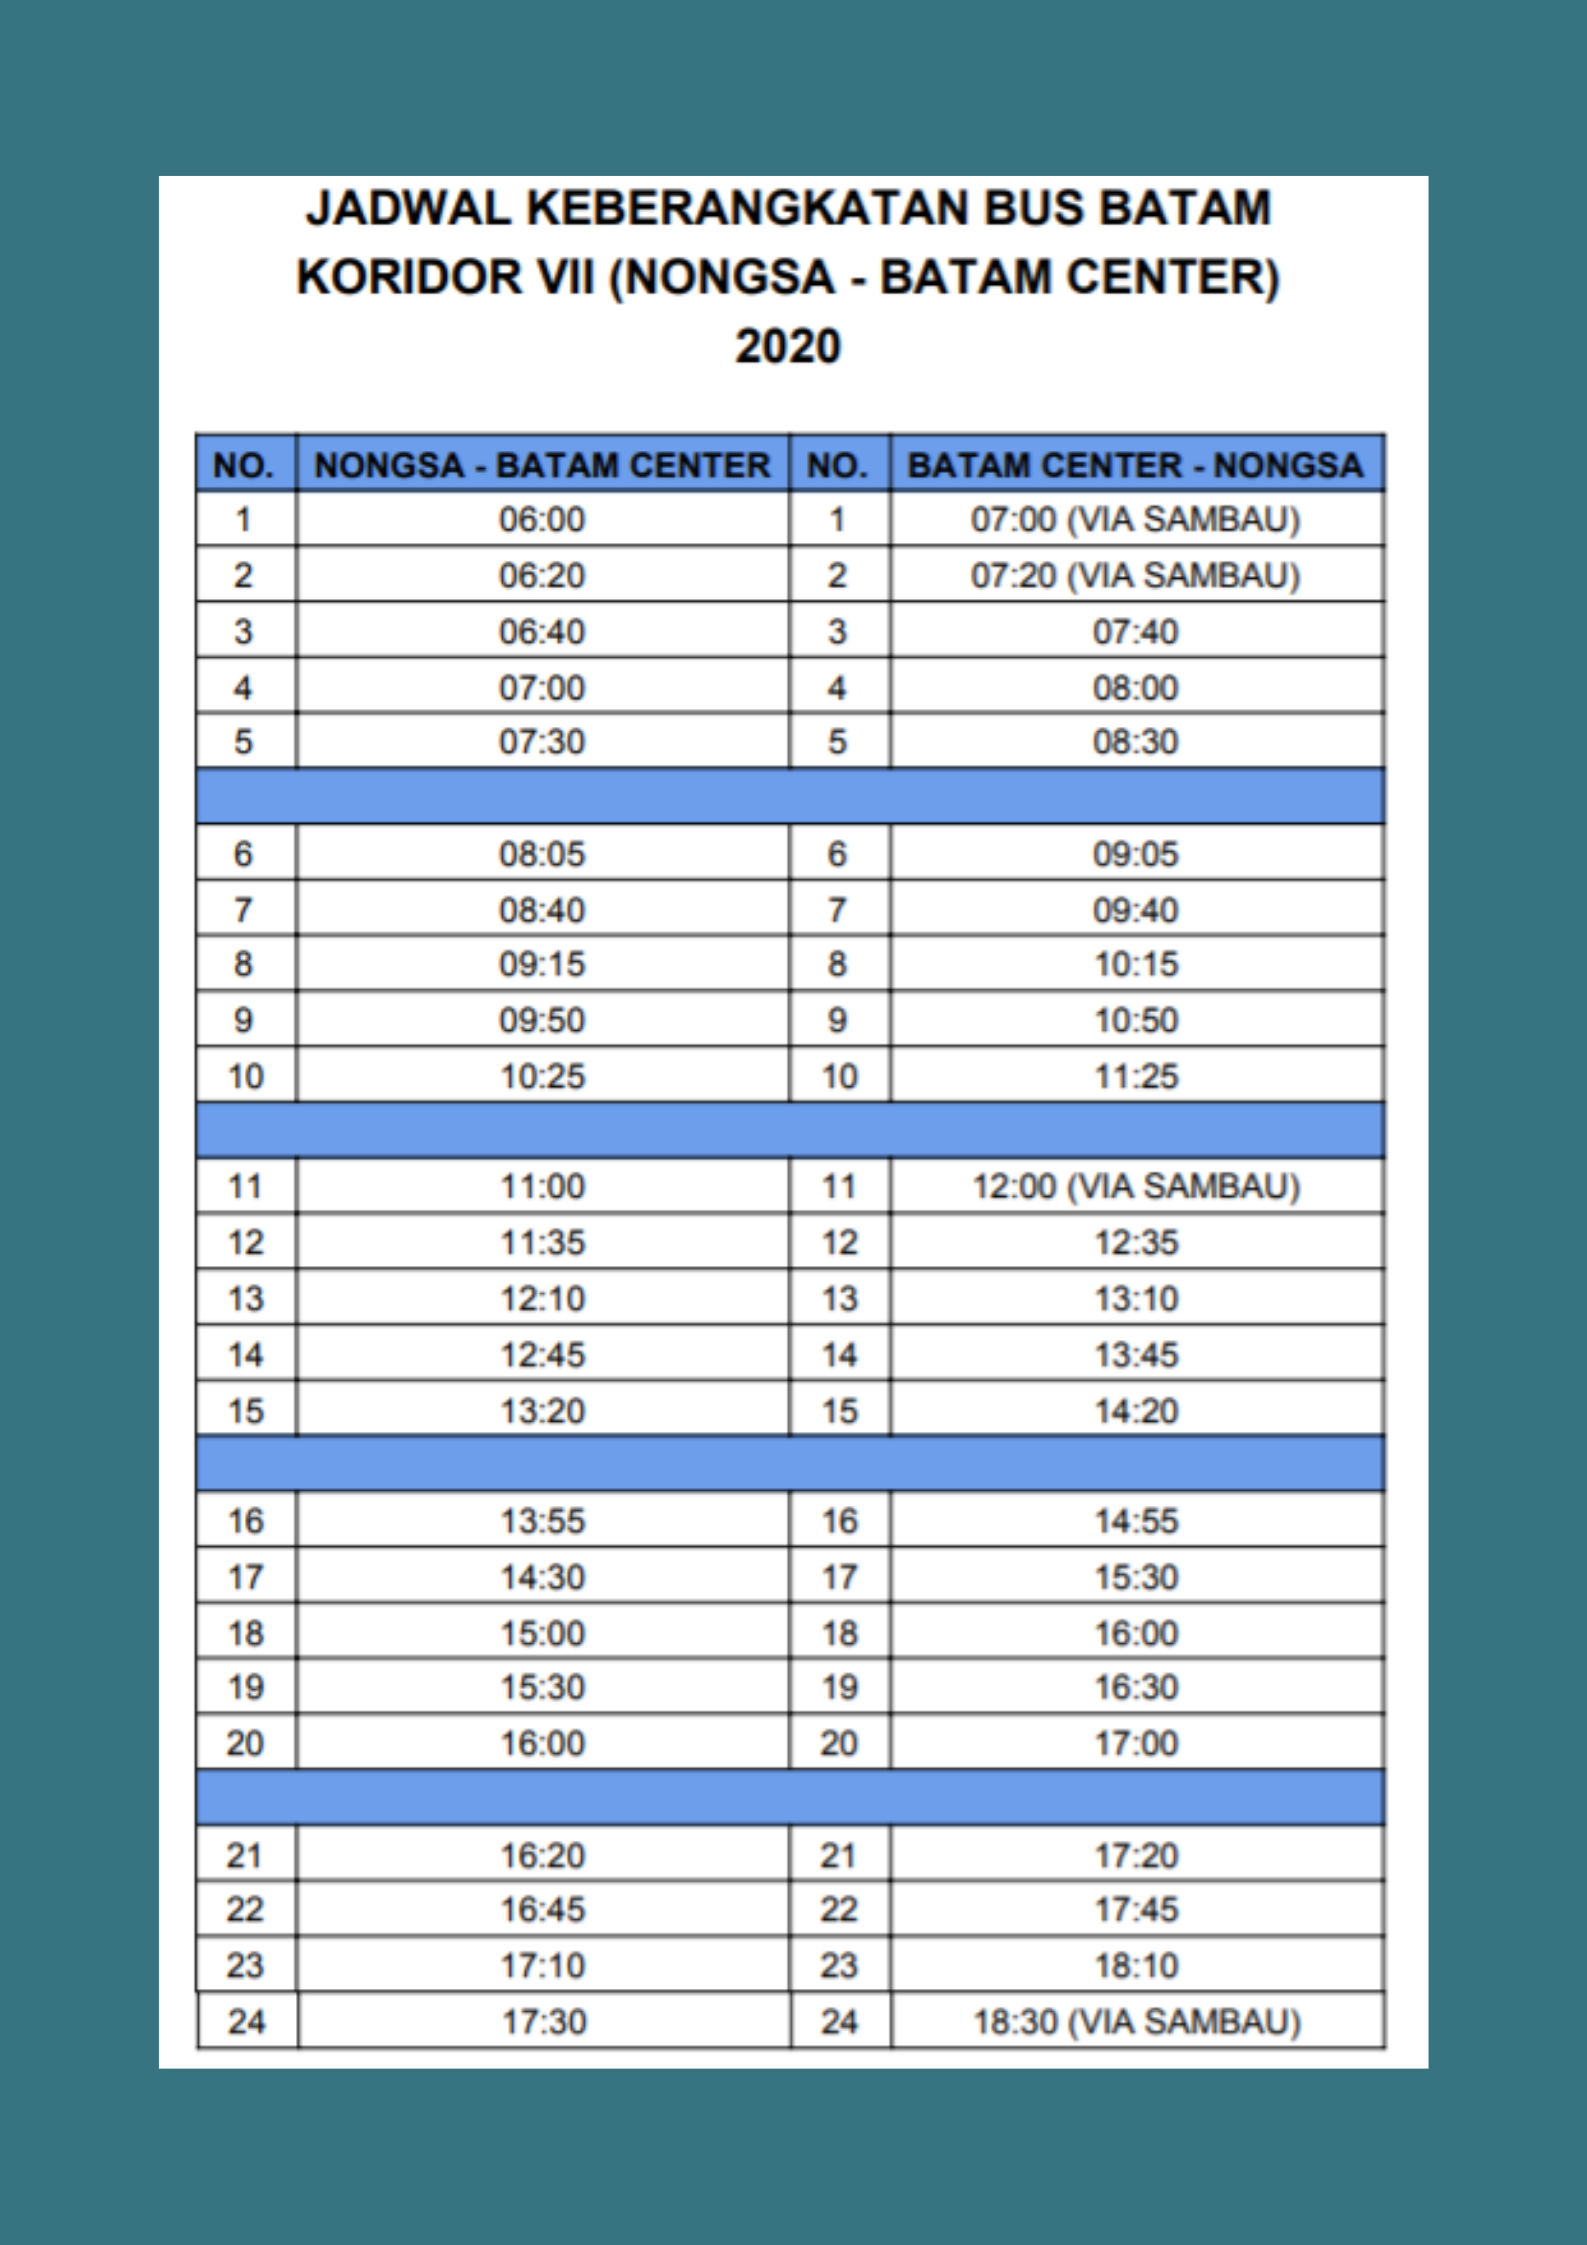 JADWAL KEBERANGKATAN BUS BATAM
KORIDOR VII (NONGSA - BATAM CENTER)
2020
NO. NONGSA - BATAM CENTER NO. BATAM CENTER - NONGSA
1 06:00 1 07:00 (VIA SAMBAU)
2 06:20 2 07:20 (VIA SAMBAU)
3 06:40 3 07:40
4 07:00 4 08:00
5 07:30 5 08:30
6 08:05 6 09:05
7 08:40 7 09:40
8 09:15 8 10:15
9 09:50 9 10:50
10 10:25 10 11:25
11 11:00 11 12:00 (VIA SAMBAU)
12 11:35 12 12:35
13 12:10 13 13:10
14 12:45 14 13:45
15 13:20 15 14:20
16 13:55 16 14:55
17 14:30 17 15:30
18 15:00 18 16:00
19 15:30 19 16:30
20 16:00 20 17:00
21 16:20 21 17:20
22 16:45 22 17:45
23 17:10 23 18:10
24 17:30 24 18:30 (VIA SAMBAU)